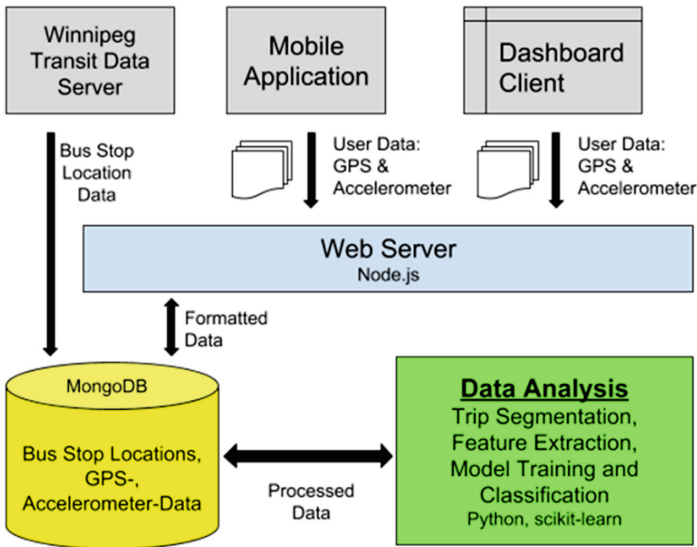 Winnipeg
Transit Data
Server
Mobile
Application
Dashboard
Client
Bus Stop
Location
Data
User Data:
GPS &
Accelerometer
User Data:
GPS &
Accelerometer
Web Server
Node.js
Formatted
Data
MongoDB
Bus Stop Locations,
GPS-,
Accelerometer-Data
Processed
Data
Data Analysis
Trip Segmentation,
Feature Extraction,
Model Training and
Classification
Python, scikit-learn